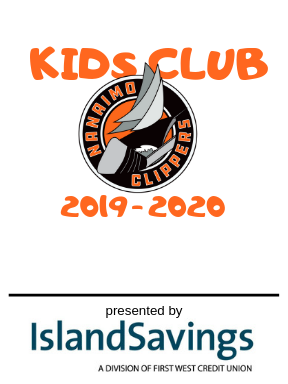 KIDS CLUB
NANAIMO
CLIPPERS
2019-2020
presented by
IslandSavings
A DIVISION OF FIRST WEST CREDIT UNION